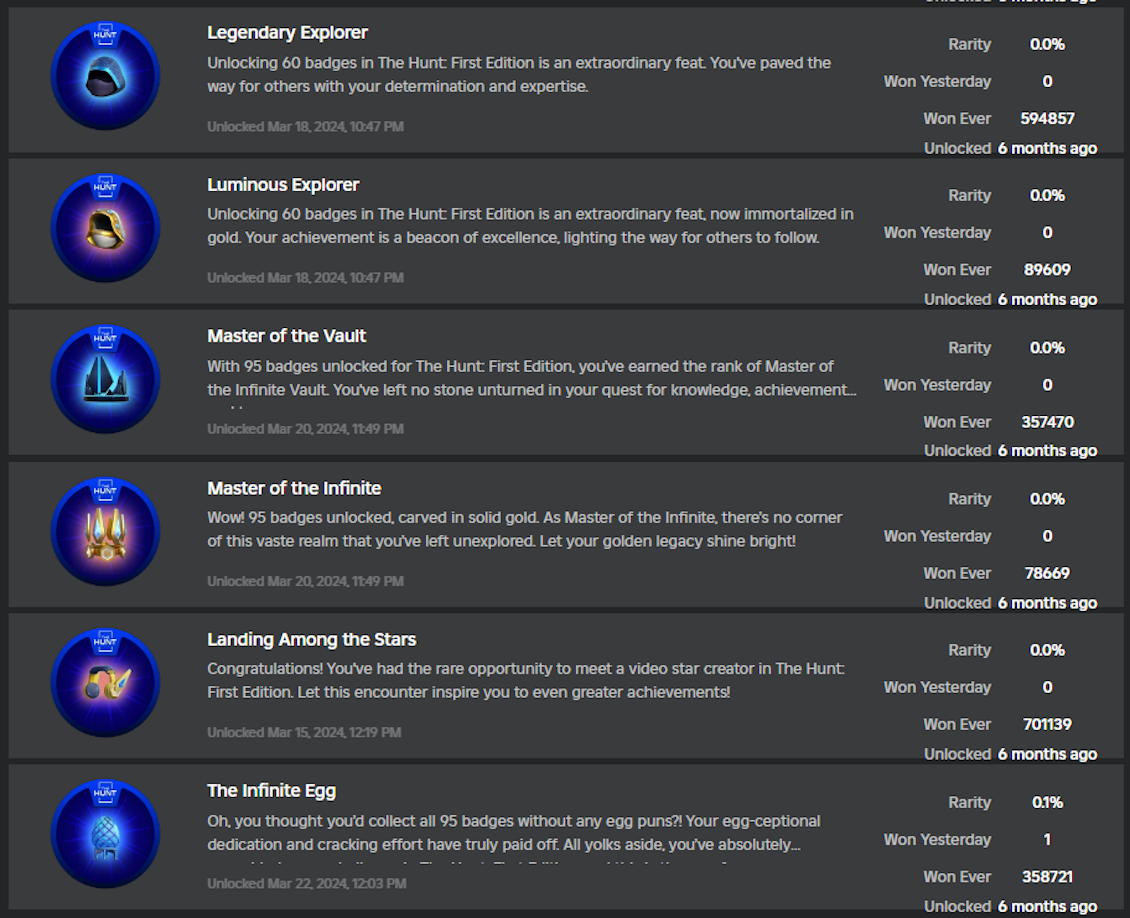 Unlocked 6 months ago
THE HUNT
Legendary Explorer
Unlocking 60 badges in The Hunt: First Edition is an extraordinary feat. You've paved the
way for others with your determination and expertise.
Unlocked Mar 18, 2024, 10:47 PM
Rarity 0.0%
Won Yesterday 0
Won Ever 594857
Unlocked 6 months ago
THE HUNT
Luminous Explorer
Unlocking 60 badges in The Hunt: First Edition is an extraordinary feat, now immortalized in
gold. Your achievement is a beacon of excellence, lighting the way for others to follow.
Unlocked Mar 18, 2024, 10:47 PM
Rarity 0.0%
Won Yesterday 0
Won Ever 89609
Unlocked 6 months ago
THE HUNT
Master of the Vault
With 95 badges unlocked for The Hunt: First Edition, you've earned the rank of Master of
the Infinite Vault. You've left no stone unturned in your quest for knowledge, achievement...
Unlocked Mar 20, 2024, 11:49 PM
Rarity 0.0%
Won Yesterday 0
Won Ever 357470
Unlocked 6 months ago
THE HUNT
Master of the Infinite
Wow! 95 badges unlocked, carved in solid gold. As Master of the Infinite, there's no corner
of this vaste realm that you've left unexplored. Let your golden legacy shine bright!
Unlocked Mar 20, 2024, 11:49 PM
Rarity 0.0%
Won Yesterday 0
Won Ever 78669
Unlocked 6 months ago
THE HUNT
Landing Among the Stars
Congratulations! You've had the rare opportunity to meet a video star creator in The Hunt:
First Edition. Let this encounter inspire you to even greater achievements!
Unlocked Mar 15, 2024, 12:19 PM
Rarity 0.0%
Won Yesterday 0
Won Ever 701139
Unlocked 6 months ago
THE HUNT
The Infinite Egg
Oh, you thought you'd collect all 95 badges without any egg puns?! Your egg-ceptional
dedication and cracking effort have truly paid off. All yolks aside, you've absolutely...
Unlocked Mar 22, 2024, 12:03 PM
Rarity 0.1%
Won Yesterday 1
Won Ever 358721
Unlocked 6 months ago